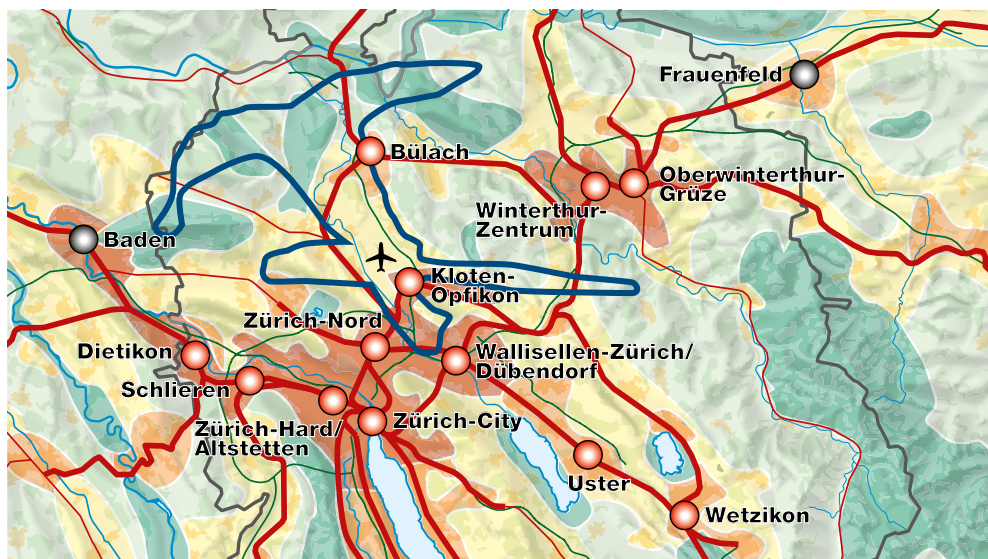 Frauenfeld
Bülach
Oberwinterthur-
Grüze
Winterthur-
Zentrum
Baden
Kloten-
Opfikon
Zürich-Nord
Dietikon
Wallisellen-Zürich/
Dübendorf
Schlieren
Zürich-Hard/
Altstetten
Zürich-City
Uster
Wetzikon